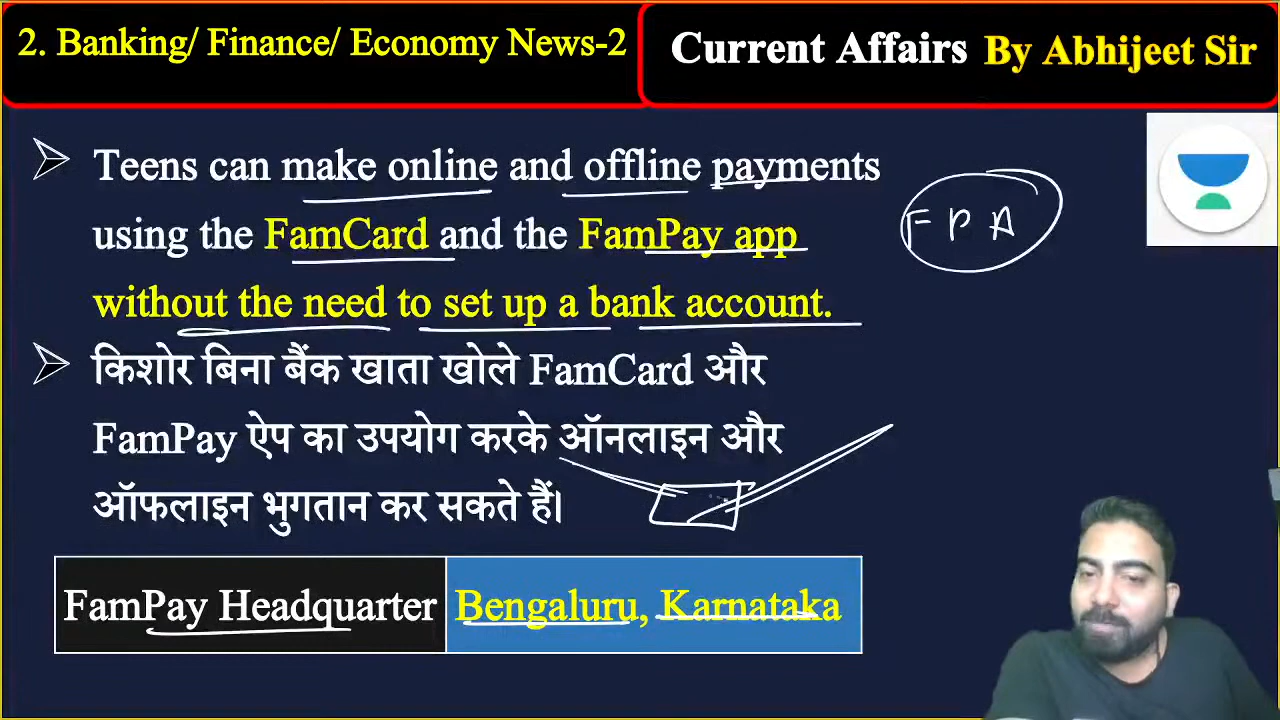 2. Banking/ Finance/ Economy News-2
Current Affairs By Abhijeet Sir
Teens can make online and offline payments
using the FamCard and the FamPay app
without the need to set up a bank account.
F P A
किशोर बिना बैंक खाता खोले FamCard और
FamPay ऐप का उपयोग करके ऑनलाइन और
ऑफलाइन भुगतान कर सकते हैं।
FamPay Headquarter Bengaluru, Karnataka